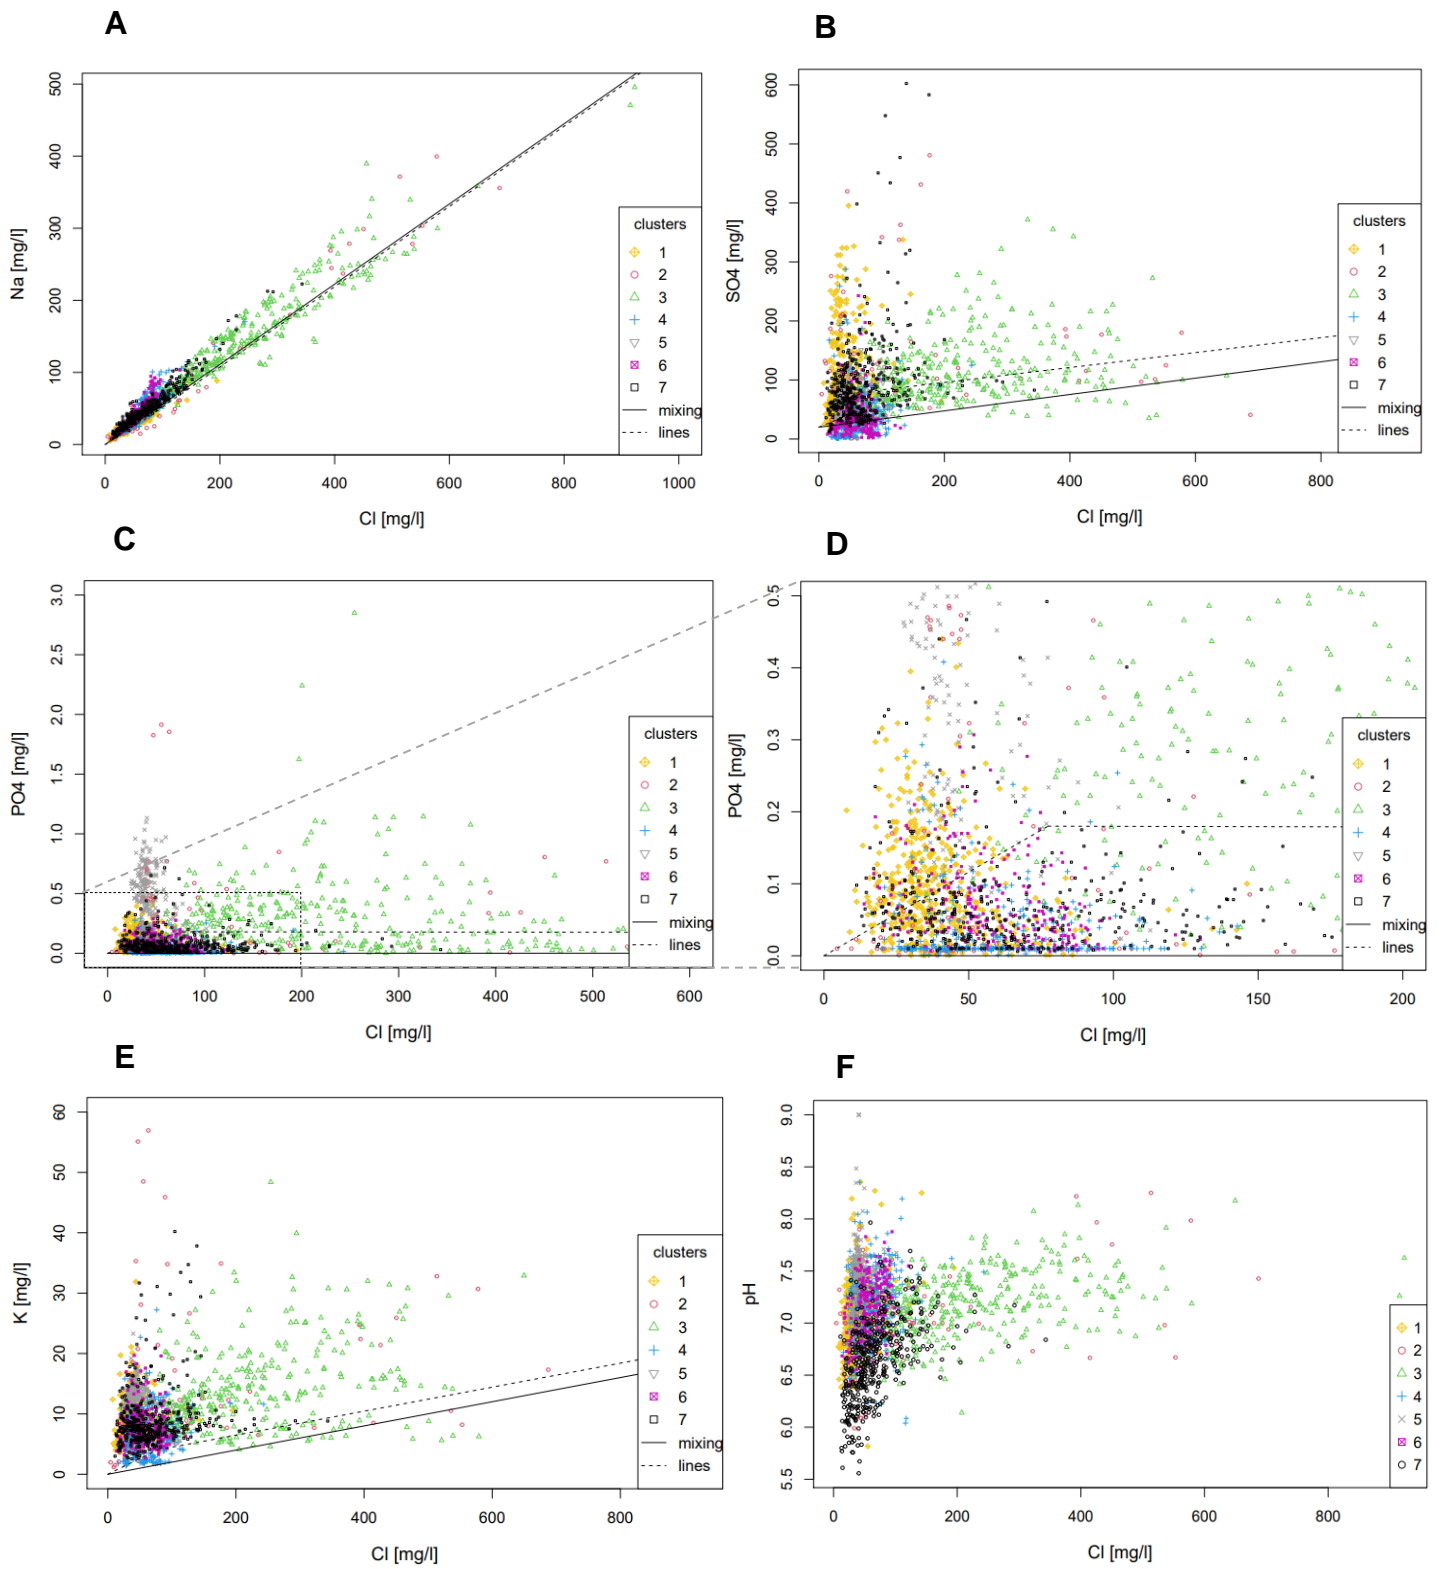 A
Na [mg/l]
500
400
300
200
100
0
0 200 400 600 800 1000
Cl [mg/l]
clusters
1
2
3
4
5
6
7
mixing
lines
B
SO4 [mg/l]
600
500
400
300
200
100
0
0 200 400 600 800
Cl [mg/l]
clusters
1
2
3
4
5
6
7
mixing
lines
C
PO4 [mg/l]
3.0
2.5
2.0
1.5
1.0
0.5
0.0
0 100 200 300 400 500 600
Cl [mg/l]
clusters
1
2
3
4
5
6
7
mixing
lines
D
PO4 [mg/l]
0.5
0.4
0.3
0.2
0.1
0.0
0 50 100 150 200
Cl [mg/l]
clusters
1
2
3
4
5
6
7
mixing
lines
E
K [mg/l]
60
50
40
30
20
10
0
0 200 400 600 800
Cl [mg/l]
clusters
1
2
3
4
5
6
7
mixing
lines
F
pH
9.0
8.5
8.0
7.5
7.0
6.5
6.0
5.5
0 200 400 600 800
Cl [mg/l]
1
2
3
4
5
6
7